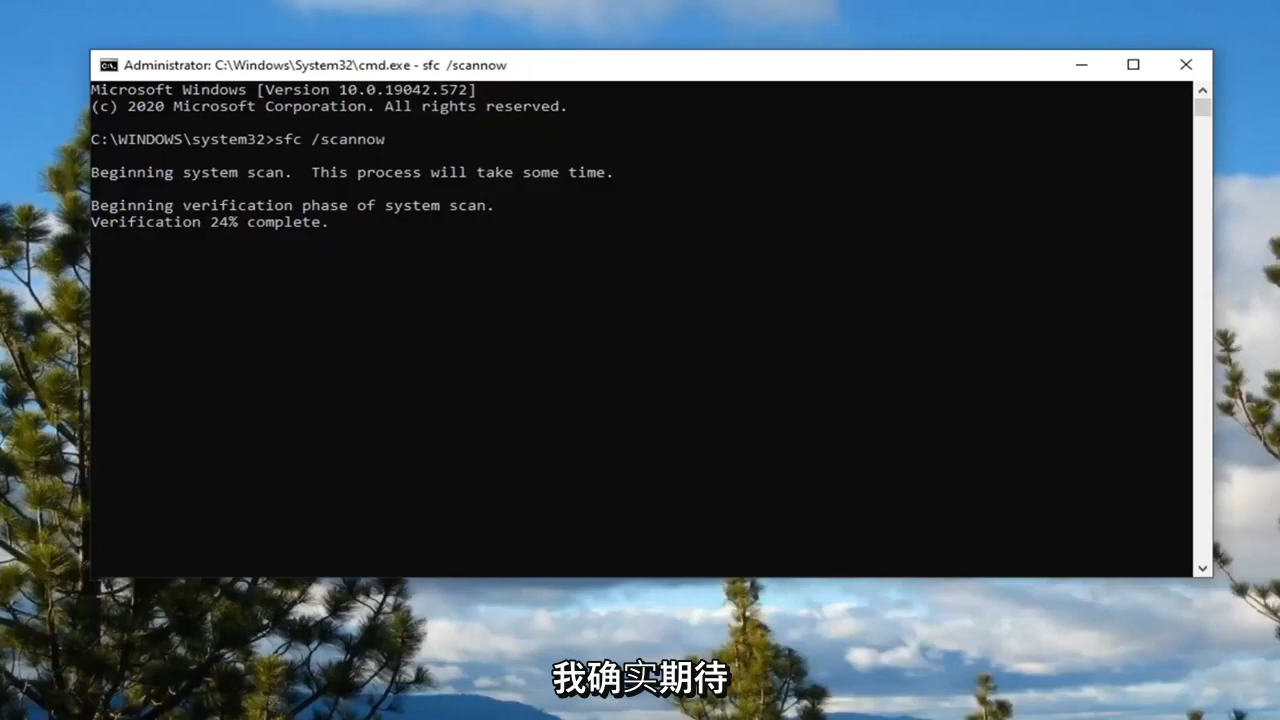 Administrator: C:\Windows\System32\cmd.exe - sfc  /scannow
Microsoft Windows [Version 10.0.19042.572]
(c) 2020 Microsoft Corporation. All rights reserved.
C:\WINDOWS\system32>sfc /scannow
Beginning system scan.  This process will take some time.
Beginning verification phase of system scan.
Verification 24% complete.
我确实期待